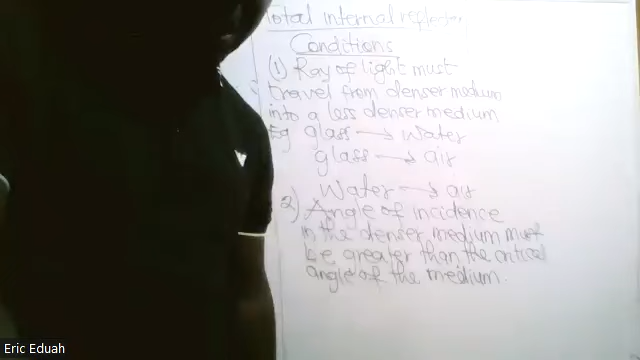 Total internal reflection
Conditions
(1) Ray of light must
travel from denser medium
into a less denser medium
Eg glass → water
glass → air
Water → air
2) Angle of incidence
in the denser medium must
be greater than the critical
angle of the medium.
Eric Eduah